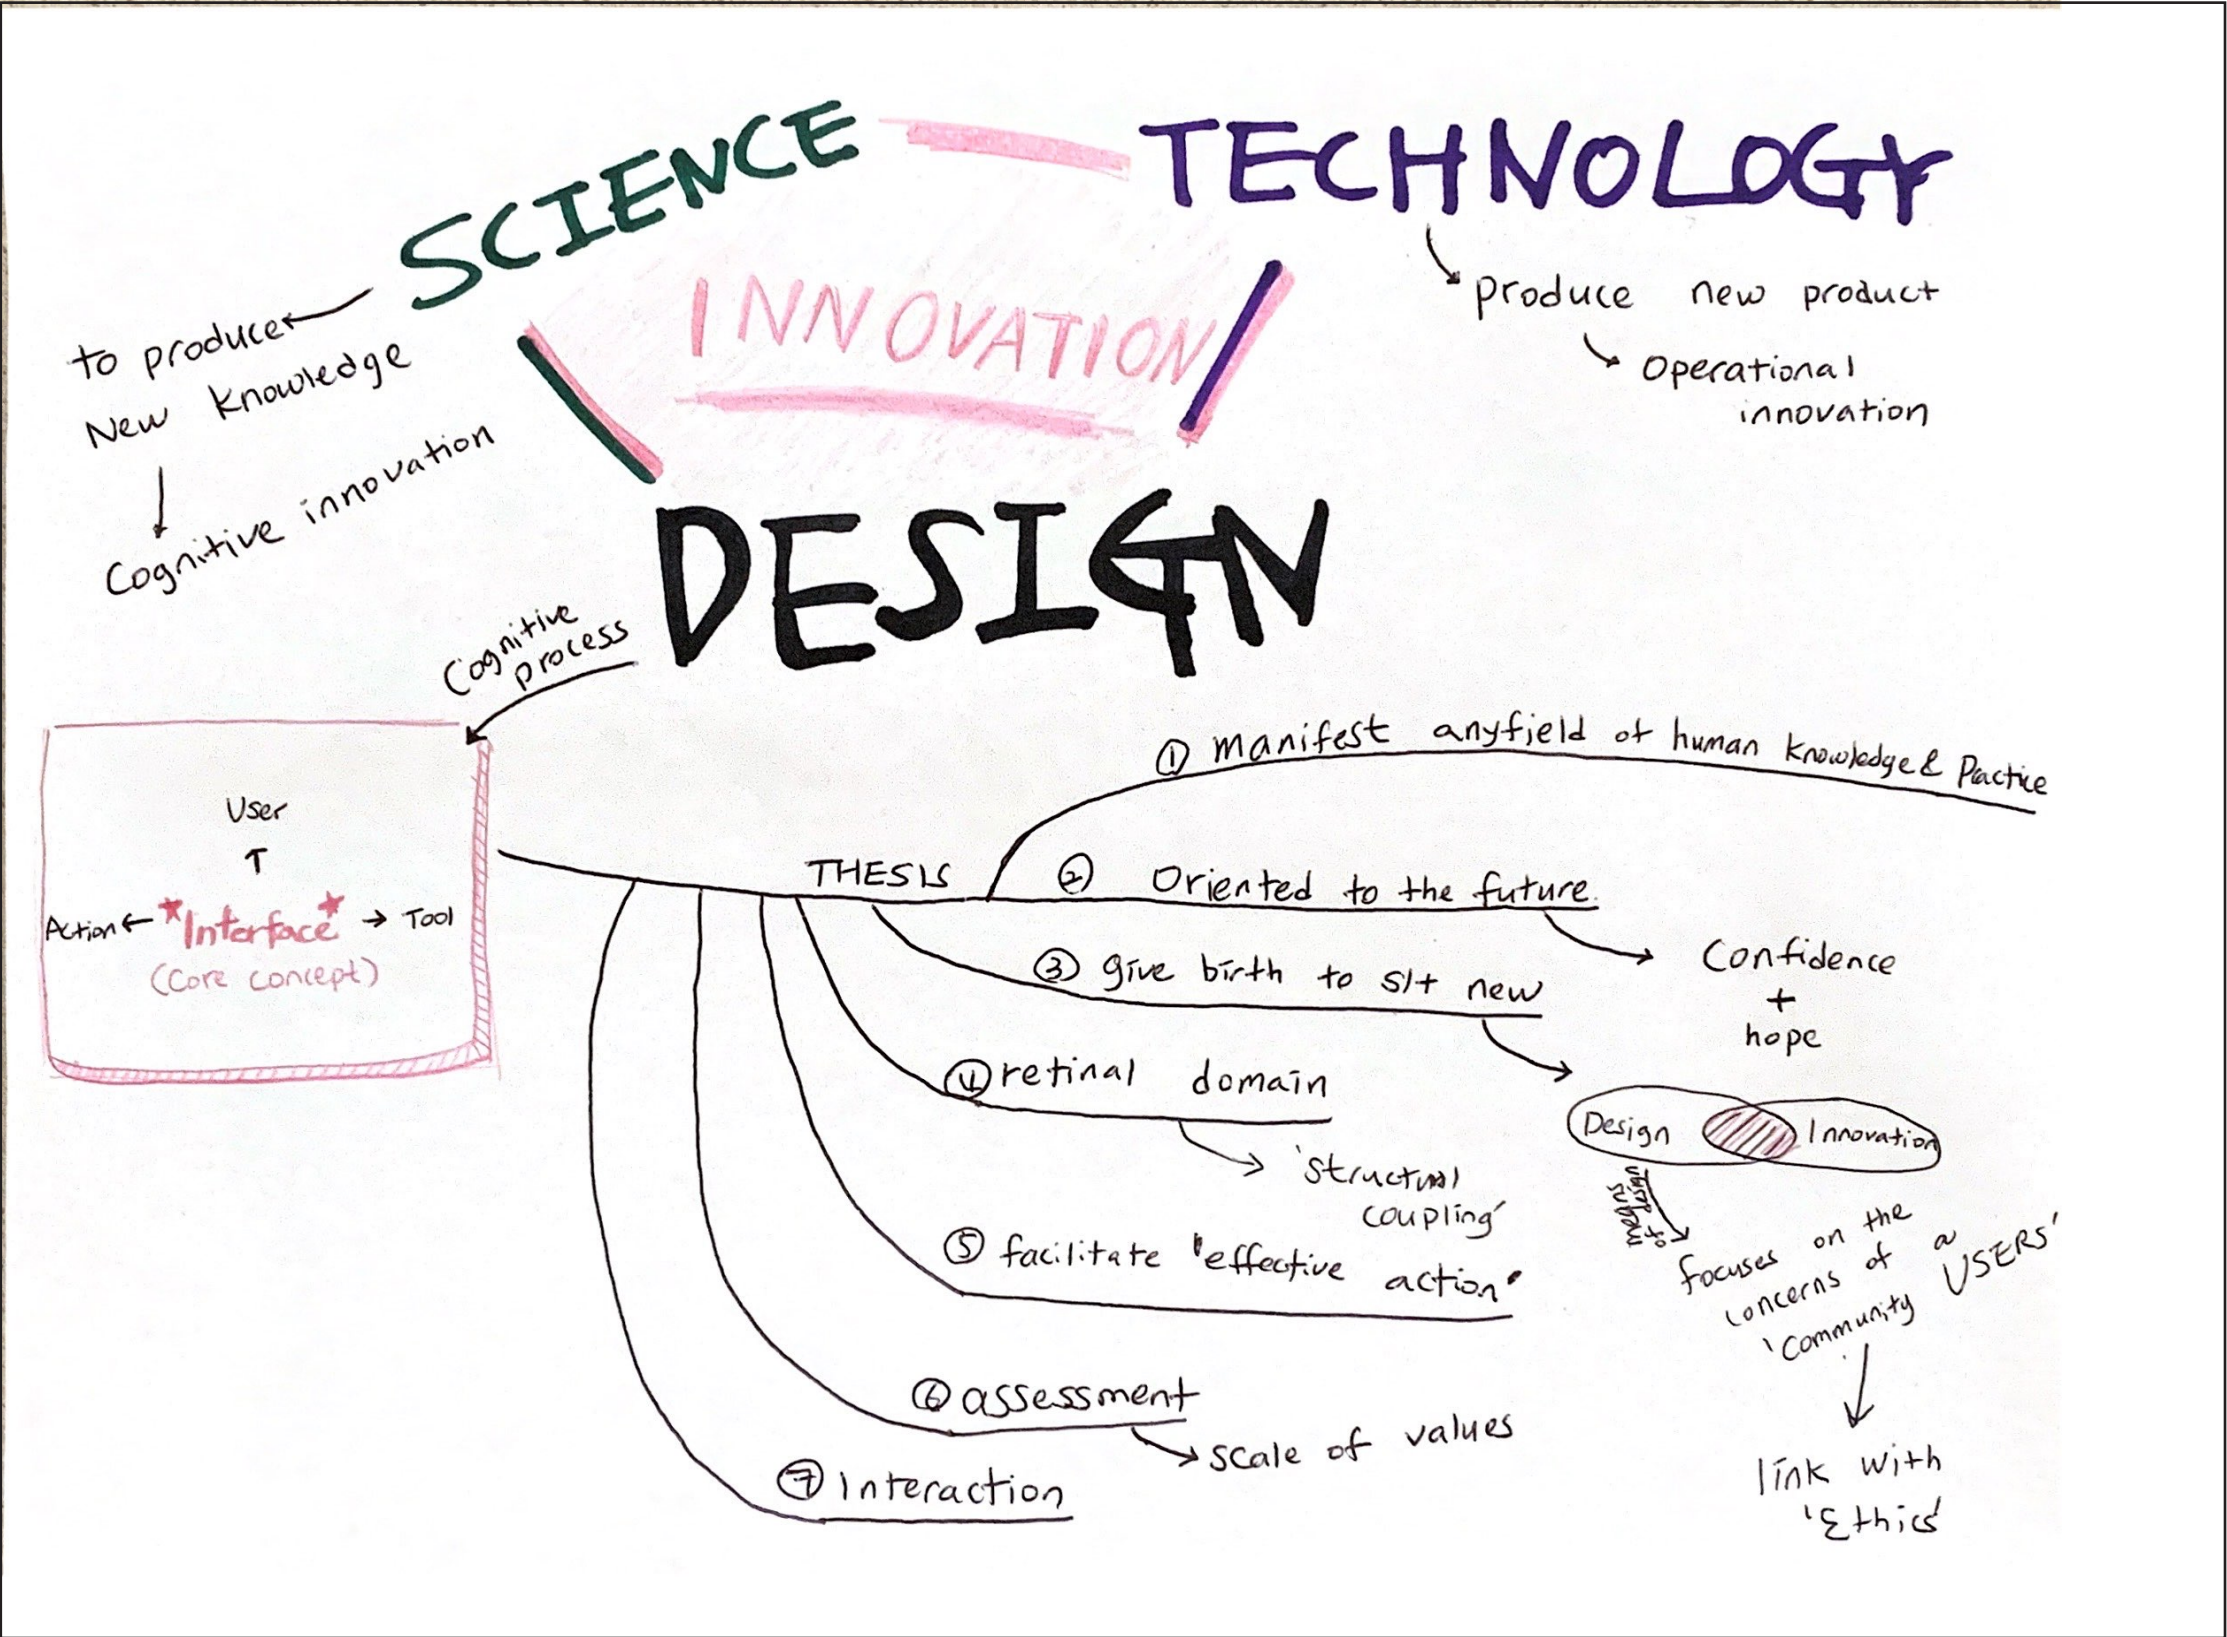 SCIENCE
TECHNOLOGY
INNOVATION
DESIGN
to produce
New Knowledge
Cognitive innovation
produce new product
Operational
innovation
Cognitive
process
User
Action Interface Tool
(Core concept)
THESIS
① manifest anyfield of human Knowledge & Pactice
② Oriented to the future.
Confidence
+
hope
③ give birth to s/t new
Design Innovation
focuses on the
concerns of a
'Community USERS'
link with
'Ethics'
④ retinal domain
'structural
coupling'
⑤ facilitate 'effective action'
⑥ assessment
scale of values
⑦ Interaction